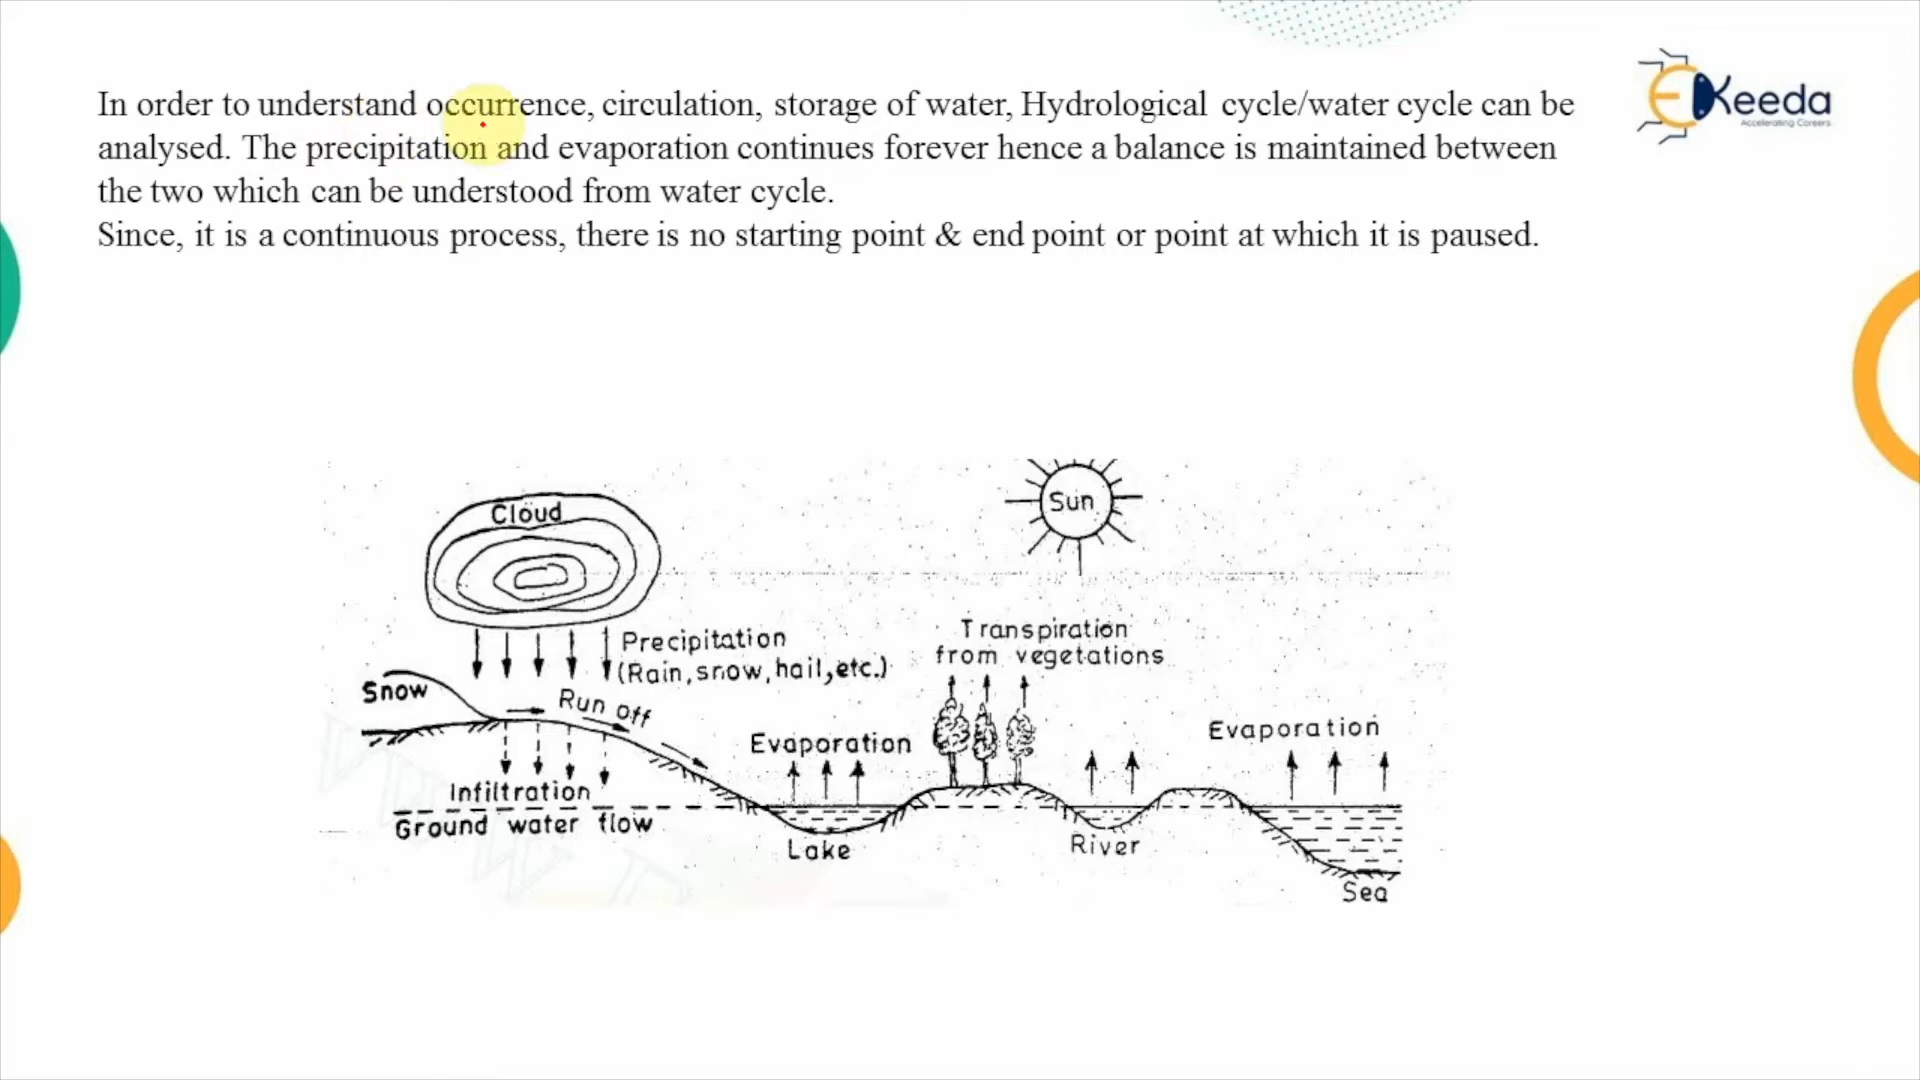 In order to understand occurrence, circulation, storage of water, Hydrological cycle/water cycle can be
analysed. The precipitation and evaporation continues forever hence a balance is maintained between
the two which can be understood from water cycle.
Since, it is a continuous process, there is no starting point & end point or point at which it is paused.
EKeeda
Accelerating Careers
Cloud
Sun
Precipitation
(Rain, snow, hail, etc.)
Transpiration
from vegetations
Snow
Run off
Evaporation
Evaporation
Infiltration
Ground water flow
Lake
River
Sea